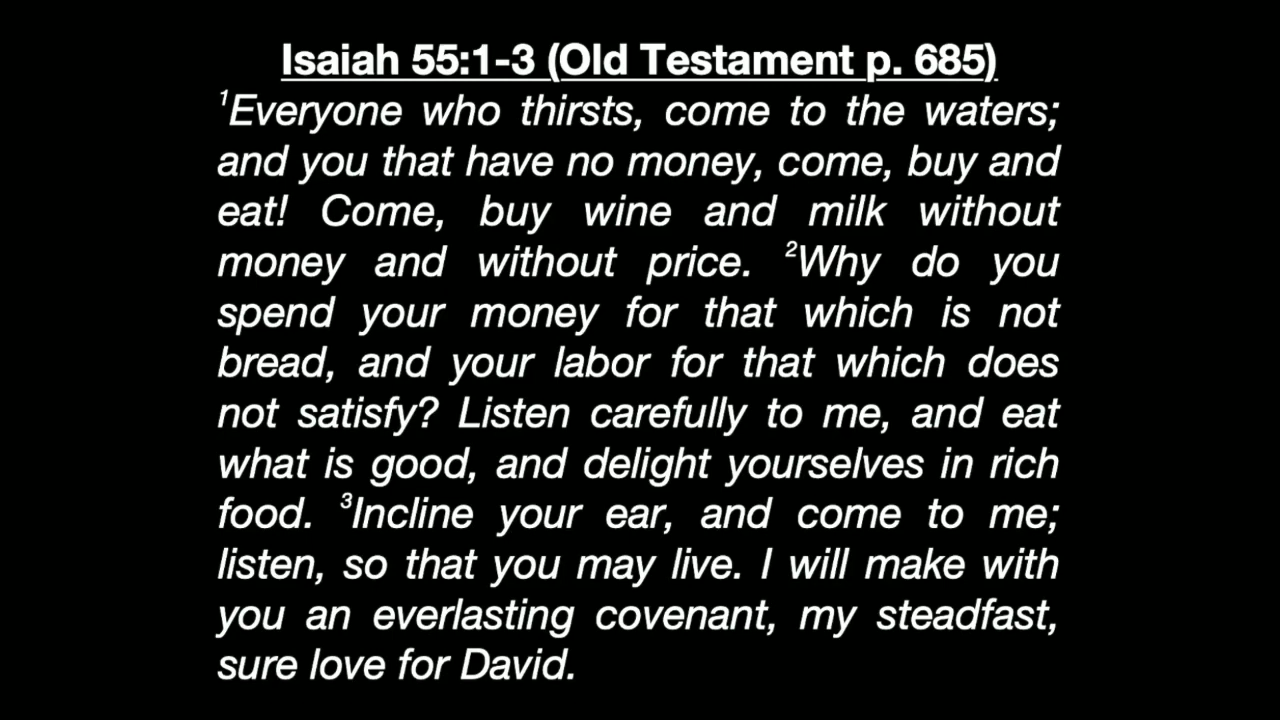 Isaiah 55:1-3 (Old Testament p. 685)
¹Everyone who thirsts, come to the waters;
and you that have no money, come, buy and
eat! Come, buy wine and milk without
money and without price. ²Why do you
spend your money for that which is not
bread, and your labor for that which does
not satisfy? Listen carefully to me, and eat
what is good, and delight yourselves in rich
food. ³Incline your ear, and come to me;
listen, so that you may live. I will make with
you an everlasting covenant, my steadfast,
sure love for David.